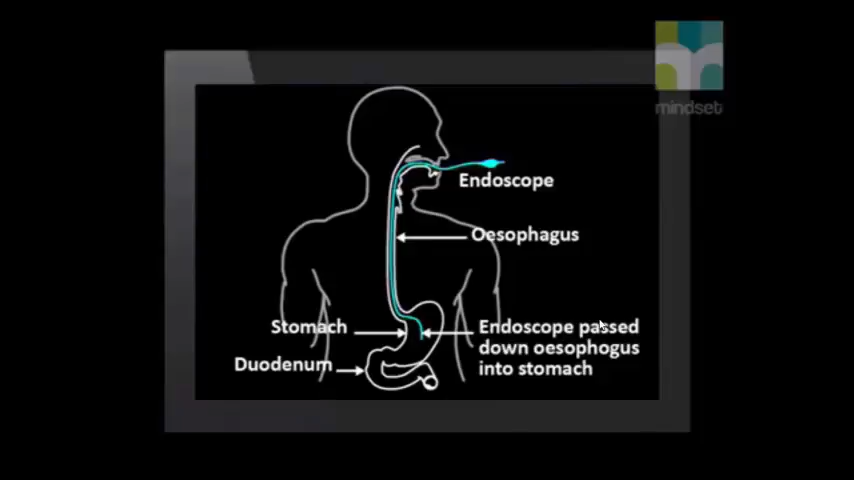 mindset
Endoscope
Oesophagus
Stomach
Endoscope passed
down oesophogus
into stomach
Duodenum